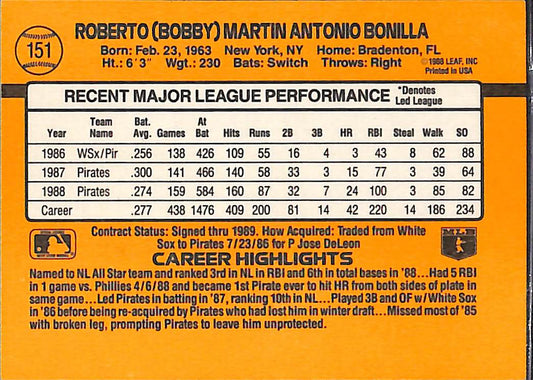 151
ROBERTO (BOBBY) MARTIN ANTONIO BONILLA
Born: Feb. 23, 1963 New York, NY Home: Bradenton, FL
Ht.: 6'3" Wgt.: 230 Bats: Switch Throws: Right
©1988 LEAF, INC
Printed in USA
RECENT MAJOR LEAGUE PERFORMANCE *Denotes Led League
Year Team Name Bat. Avg. Games At Bat Hits Runs 2B 3B HR RBI Steal Walk SO
1986 WSx/Pir .256 138 426 109 55 16 4 3 43 8 62 88
1987 Pirates .300 141 466 140 58 33 3 15 77 3 39 64
1988 Pirates .274 159 584 160 87 32 7 24 100 3 85 82
Career .277 438 1476 409 200 81 14 42 220 14 186 234
Contract Status: Signed thru 1989. How Acquired: Traded from White
Sox to Pirates 7/23/86 for P Jose DeLeon
MLB
CAREER HIGHLIGHTS
Named to NL All Star team and ranked 3rd in NL in RBI and 6th in total bases in '88...Had 5 RBI
in 1 game vs. Phillies 4/6/88 and became 1st Pirate ever to hit HR from both sides of plate in
same game...Led Pirates in batting in '87, ranking 10th in NL...Played 3B and OF w/White Sox
in '86 before being re-acquired by Pirates who had lost him in winter draft...Missed most of '85
with broken leg, prompting Pirates to leave him unprotected.